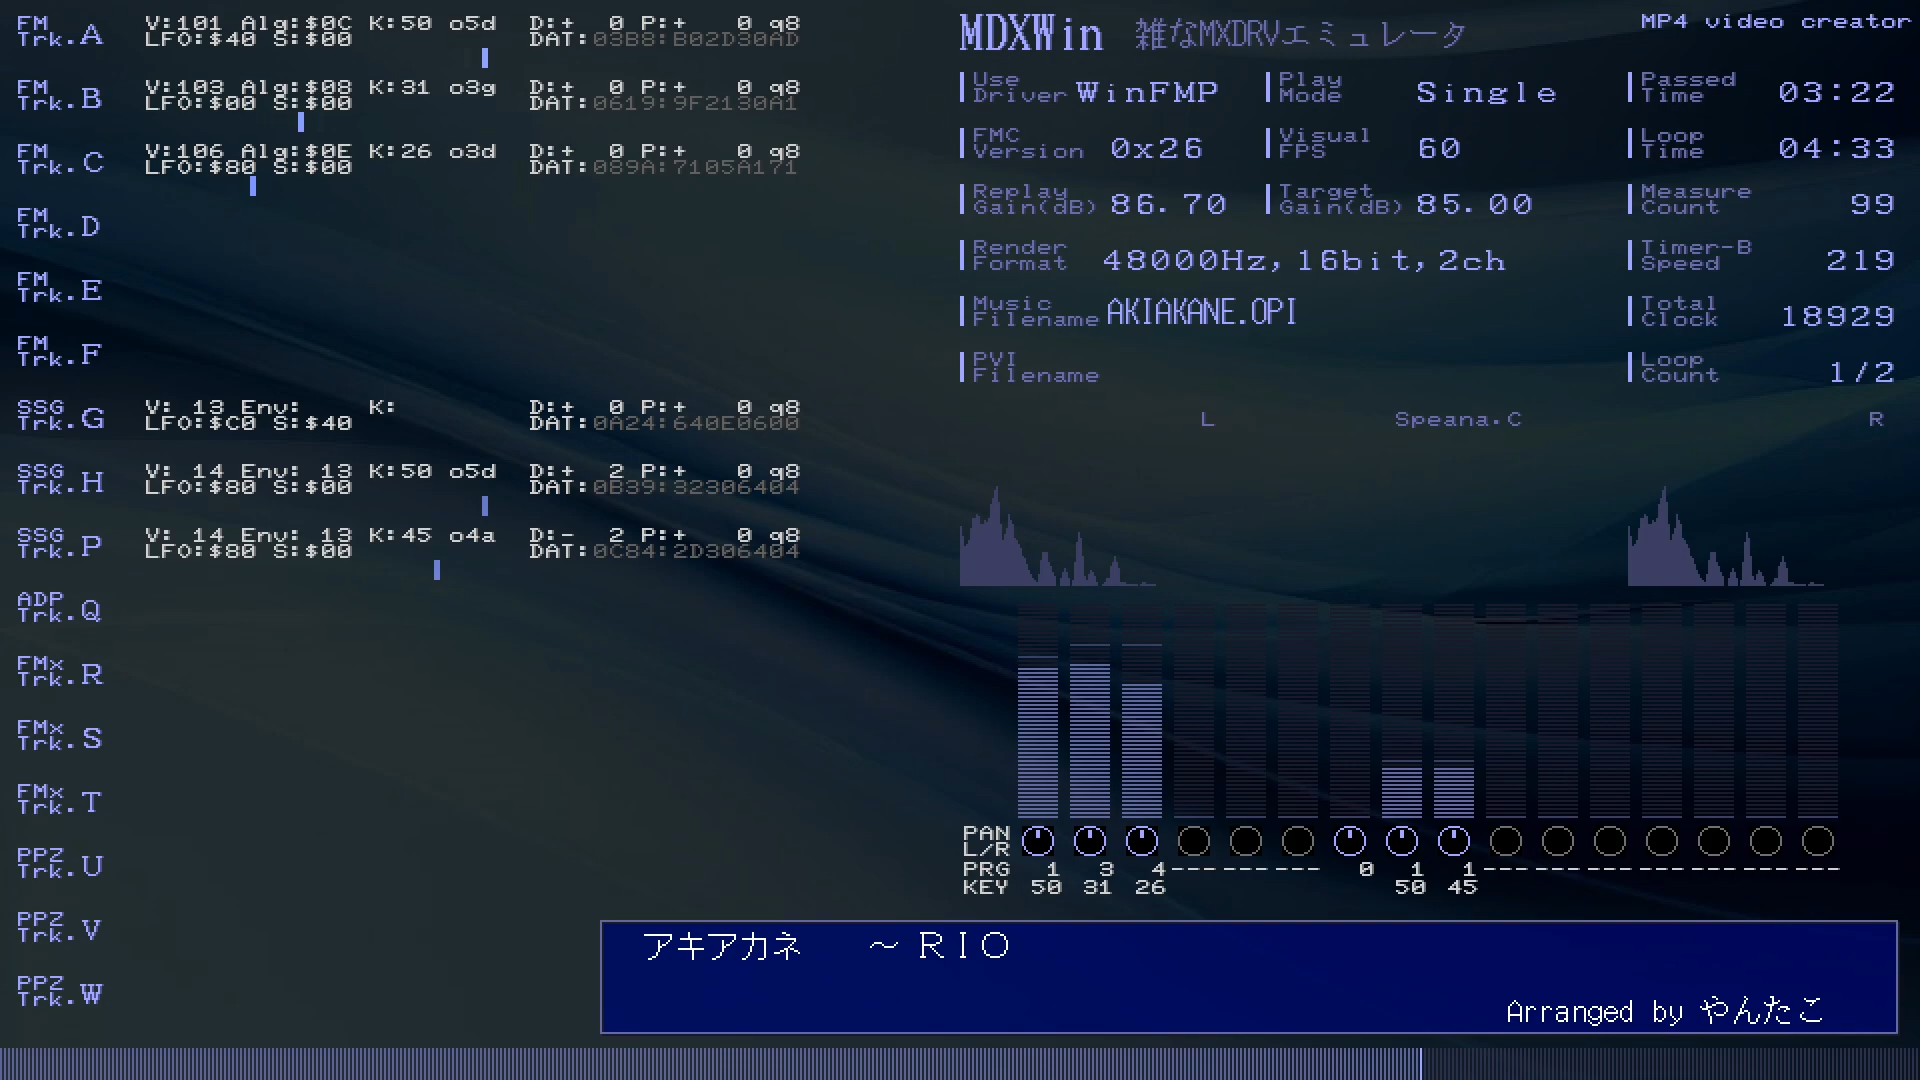 FM Trk.A V:101 Alg:$0C K:50 o5d D:+ 0 P:+ 0 q8
LFO:$40 S:$00 DAT:03B8:B02D30AD
FM Trk.B V:103 Alg:$08 K:31 o3g D:+ 0 P:+ 0 q8
LFO:$00 S:$00 DAT:0619:9F2130A1
FM Trk.C V:106 Alg:$0E K:26 o3d D:+ 0 P:+ 0 q8
LFO:$80 S:$00 DAT:089A:7105A171
FM Trk.D
FM Trk.E
FM Trk.F
SSG Trk.G V: 13 Env: K: D:+ 0 P:+ 0 q8
LFO:$C0 S:$40 DAT:0A24:640E0600
SSG Trk.H V: 14 Env: 13 K:50 o5d D:+ 2 P:+ 0 q8
LFO:$80 S:$00 DAT:0B39:32306404
SSG Trk.P V: 14 Env: 13 K:45 o4a D:- 2 P:+ 0 q8
LFO:$80 S:$00 DAT:0C84:2D306404
ADP Trk.Q
FMx Trk.R
FMx Trk.S
FMx Trk.T
PPZ Trk.U
PPZ Trk.V
PPZ Trk.W
MDXWin 雑なMXDRVエミュレータ MP4 video creator
Use Driver WinFMP Play Mode Single Passed Time 03:22
FMC Version 0x26 Visual FPS 60 Loop Time 04:33
Replay Gain(dB) 86.70 Target Gain(dB) 85.00 Measure Count 99
Render Format 48000Hz,16bit,2ch Timer-B Speed 219
Music Filename AKIAKANE.OPI Total Clock 18929
PVI Filename Loop Count 1/2
L Speana.C R
PAN L/R
PRG 1 3 4 ------ 0 1 1 --------------
KEY 50 31 26 50 45
アキアカネ ～ＲＩＯ
Arranged by やんたこ